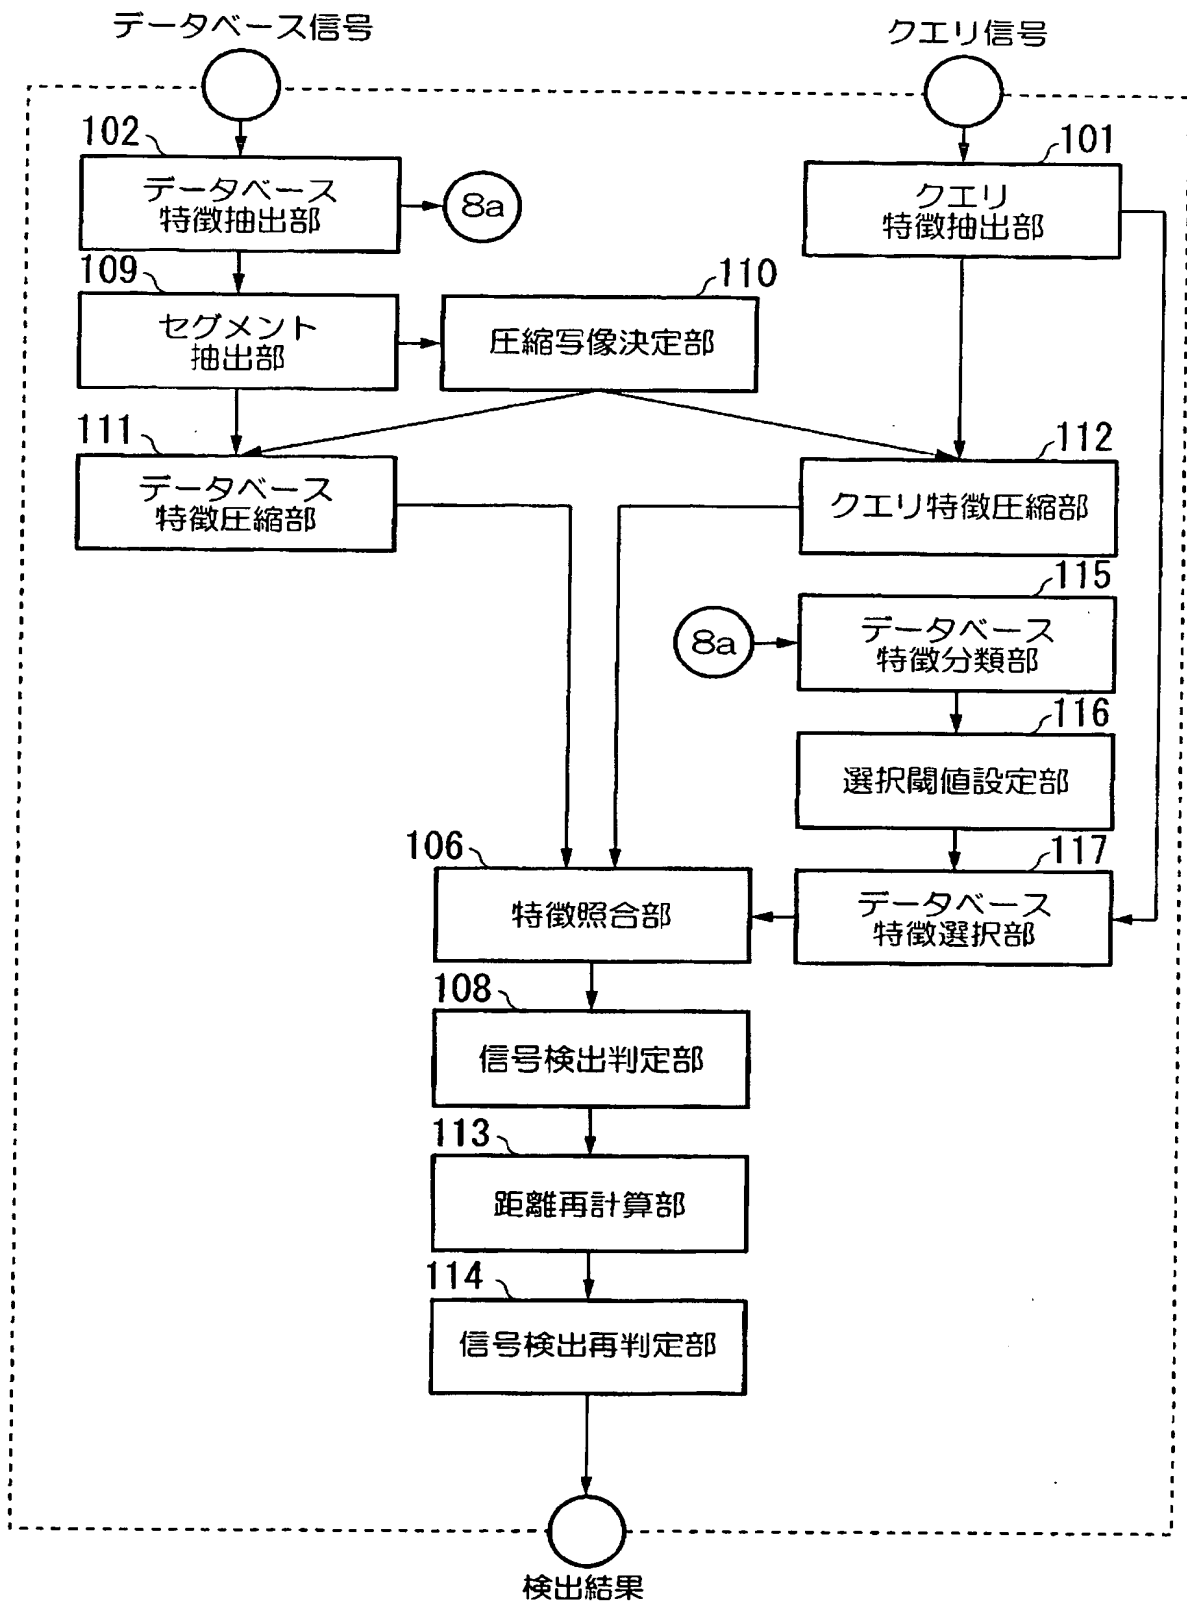 データベース信号
クエリ信号
102
データベース
特徴抽出部
8a
101
クエリ
特徴抽出部
109
セグメント
抽出部
110
圧縮写像決定部
111
データベース
特徴圧縮部
112
クエリ特徴圧縮部
115
8a
データベース
特徴分類部
116
選択閾値設定部
106
特徴照合部
117
データベース
特徴選択部
108
信号検出判定部
113
距離再計算部
114
信号検出再判定部
検出結果